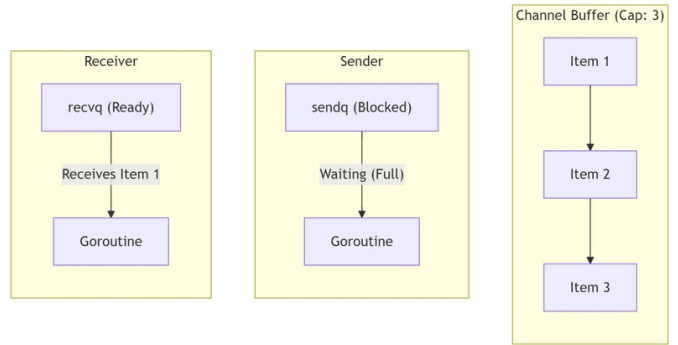 Receiver
recvq (Ready)
Receives Item 1
Goroutine
Sender
sendq (Blocked)
Waiting (Full)
Goroutine
Channel Buffer (Cap: 3)
Item 1
Item 2
Item 3